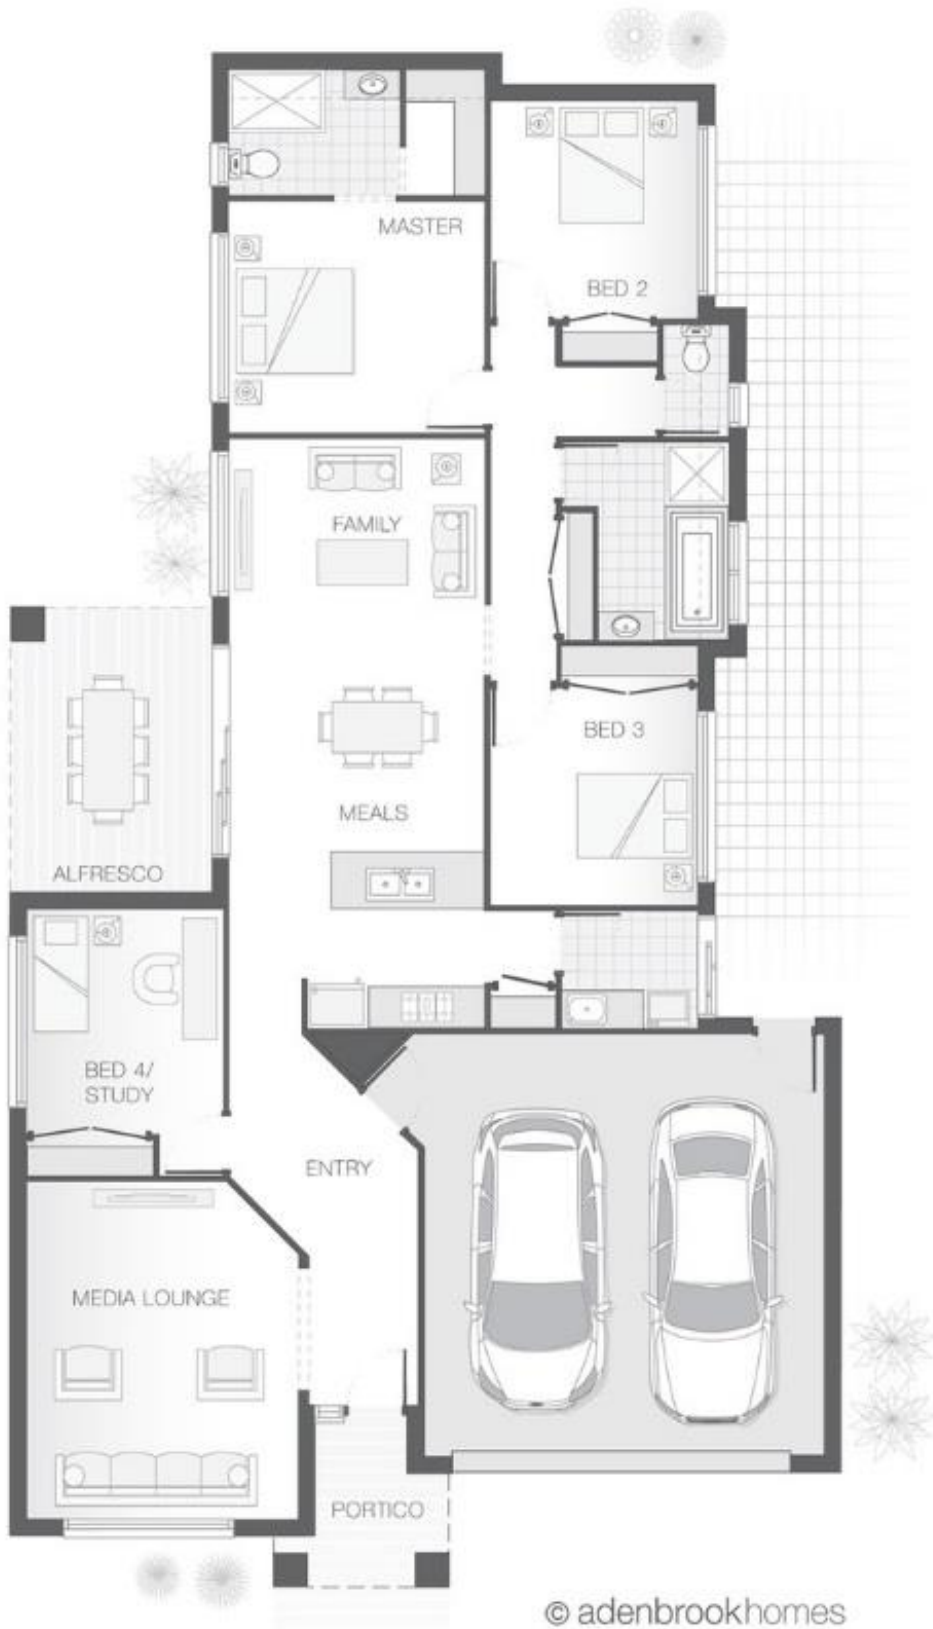 MASTER
BED 2
FAMILY
BED 3
MEALS
ALFRESCO
BED 4/
STUDY
ENTRY
MEDIA LOUNGE
PORTICO
© adenbrookhomes